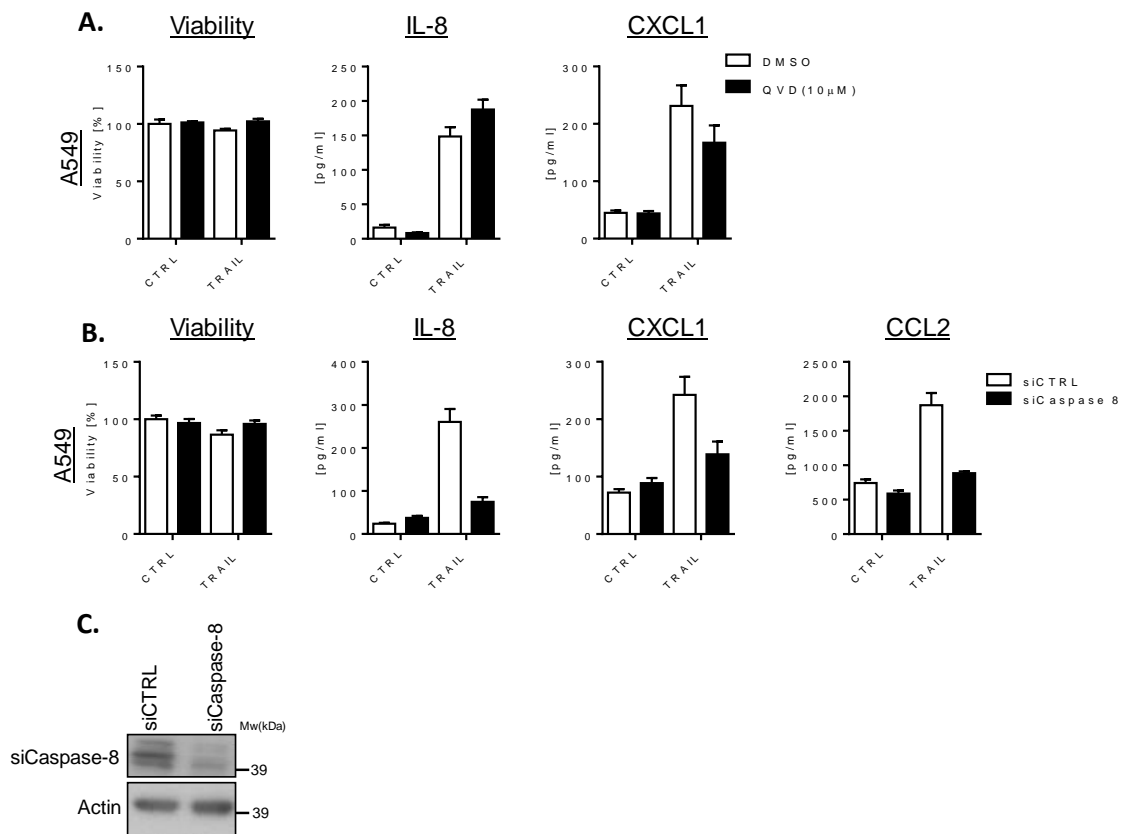 A.
Viability
IL-8
CXCL1
DMSO
QVD(10μM)
A549
Viability [%]
150
100
50
0
CTRL
TRAIL
[pg/ml]
250
200
150
100
50
0
CTRL
TRAIL
[pg/ml]
300
200
100
0
CTRL
TRAIL
B.
Viability
IL-8
CXCL1
CCL2
siCTRL
siCaspase 8
A549
Viability [%]
150
100
50
0
CTRL
TRAIL
[pg/ml]
400
300
200
100
0
CTRL
TRAIL
[pg/ml]
300
200
100
0
CTRL
TRAIL
[pg/ml]
2500
2000
1500
1000
500
0
CTRL
TRAIL
C.
siCTRL
siCaspase-8
Mw(kDa)
siCaspase-8
39
Actin
39